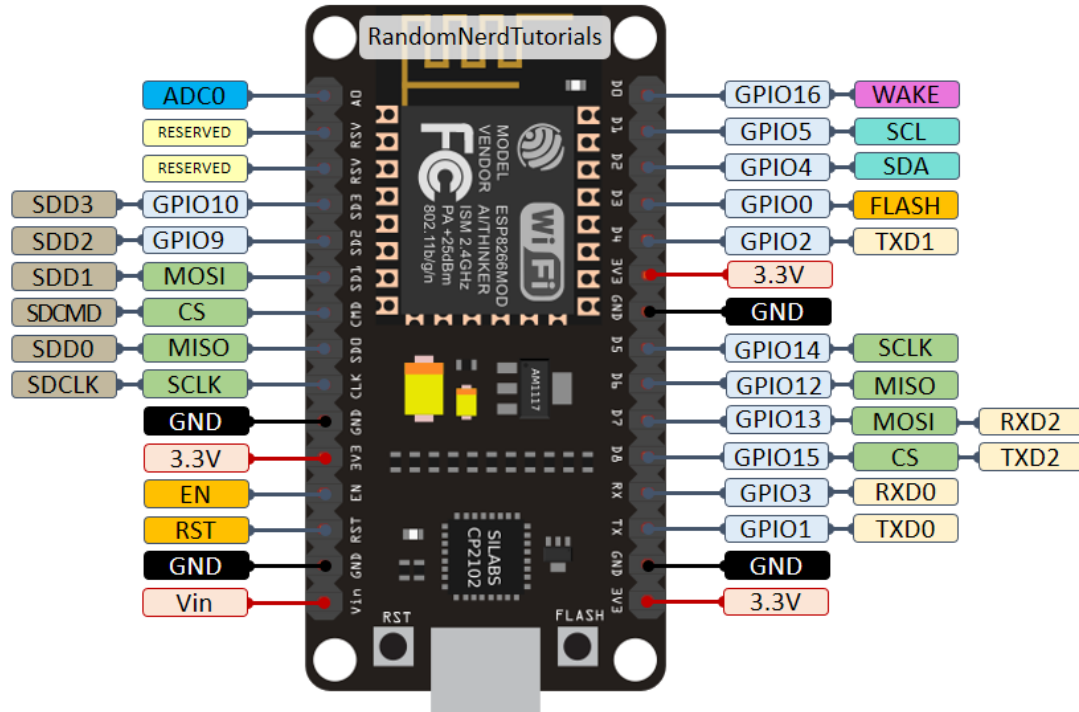 RandomNerdTutorials
ADC0 A0 D0 GPIO16 WAKE
RESERVED RSV D1 GPIO5 SCL
RESERVED RSV D2 GPIO4 SDA
SDD3 GPIO10 SD3 D3 GPIO0 FLASH
SDD2 GPIO9 SD2 D4 GPIO2 TXD1
SDD1 MOSI SD1 3V3 3.3V
SDCMD CS CMD GND GND
SDD0 MISO SD0 D5 GPIO14 SCLK
SDCLK SCLK CLK D6 GPIO12 MISO
GND GND D7 GPIO13 MOSI RXD2
3.3V 3V3 D8 GPIO15 CS TXD2
EN EN RX GPIO3 RXD0
RST RST TX GPIO1 TXD0
GND GND GND GND
Vin Vin 3V3 3.3V
MODEL ESP8266MOD
VENDOR AI/THINKER
ISM 2.4GHz
PA +25dBm
802.11b/g/n
FC
Wi Fi
AM1117
SILABS
CP2102
RST
FLASH